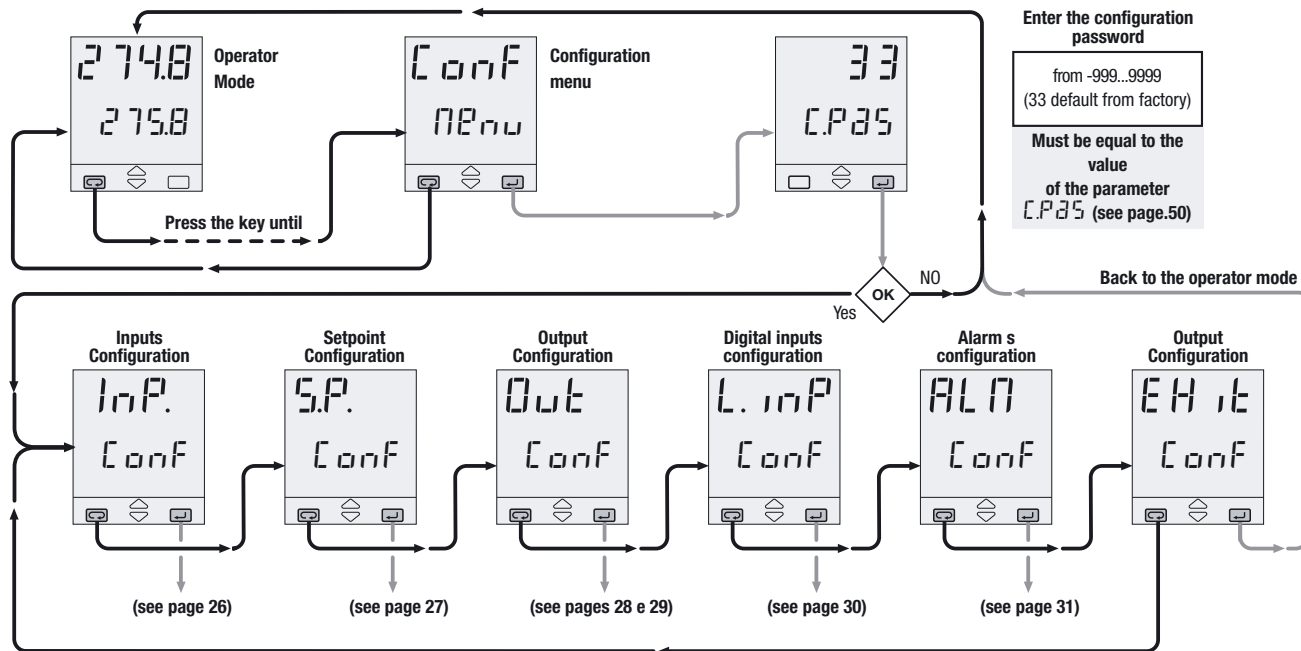 274.8
275.8
Operator
Mode
ConF
MEnu
Configuration
menu
33
C.PAS
Enter the configuration
password
from -999...9999
(33 default from factory)
Must be equal to the
value
of the parameter
C.PAS (see page.50)
Press the key until
OK
NO
Yes
Back to the operator mode
Inputs
Configuration
InP.
ConF
(see page 26)
Setpoint
Configuration
S.P.
ConF
(see page 27)
Output
Configuration
Out
ConF
(see pages 28 e 29)
Digital inputs
configuration
L. inP
ConF
(see page 30)
Alarm s
configuration
ALM
ConF
(see page 31)
Output
Configuration
EHit
ConF